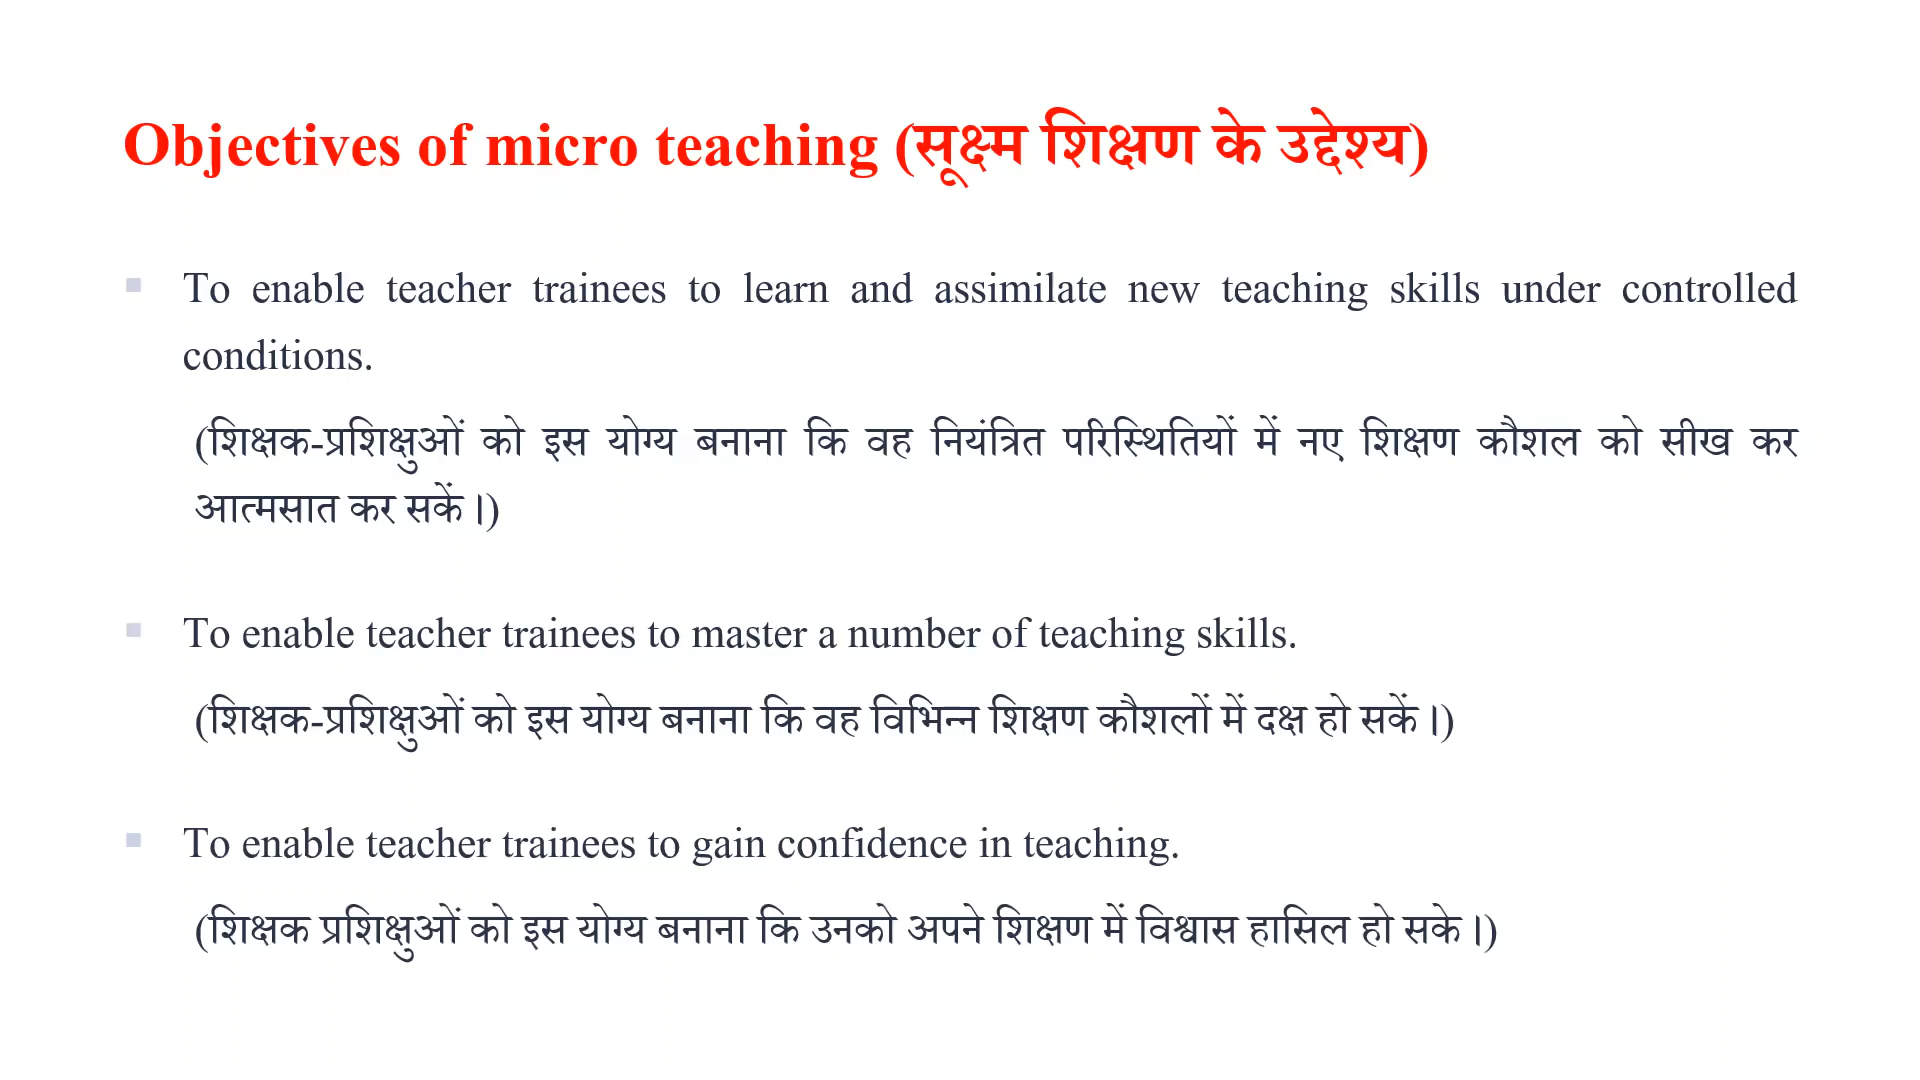 Objectives of micro teaching (सूक्ष्म शिक्षण के उद्देश्य)
▪ To enable teacher trainees to learn and assimilate new teaching skills under controlled
conditions.
(शिक्षक-प्रशिक्षुओं को इस योग्य बनाना कि वह नियंत्रित परिस्थितियों में नए शिक्षण कौशल को सीख कर
आत्मसात कर सकें।)
▪ To enable teacher trainees to master a number of teaching skills.
(शिक्षक-प्रशिक्षुओं को इस योग्य बनाना कि वह विभिन्न शिक्षण कौशलों में दक्ष हो सकें।)
▪ To enable teacher trainees to gain confidence in teaching.
(शिक्षक प्रशिक्षुओं को इस योग्य बनाना कि उनको अपने शिक्षण में विश्वास हासिल हो सके।)